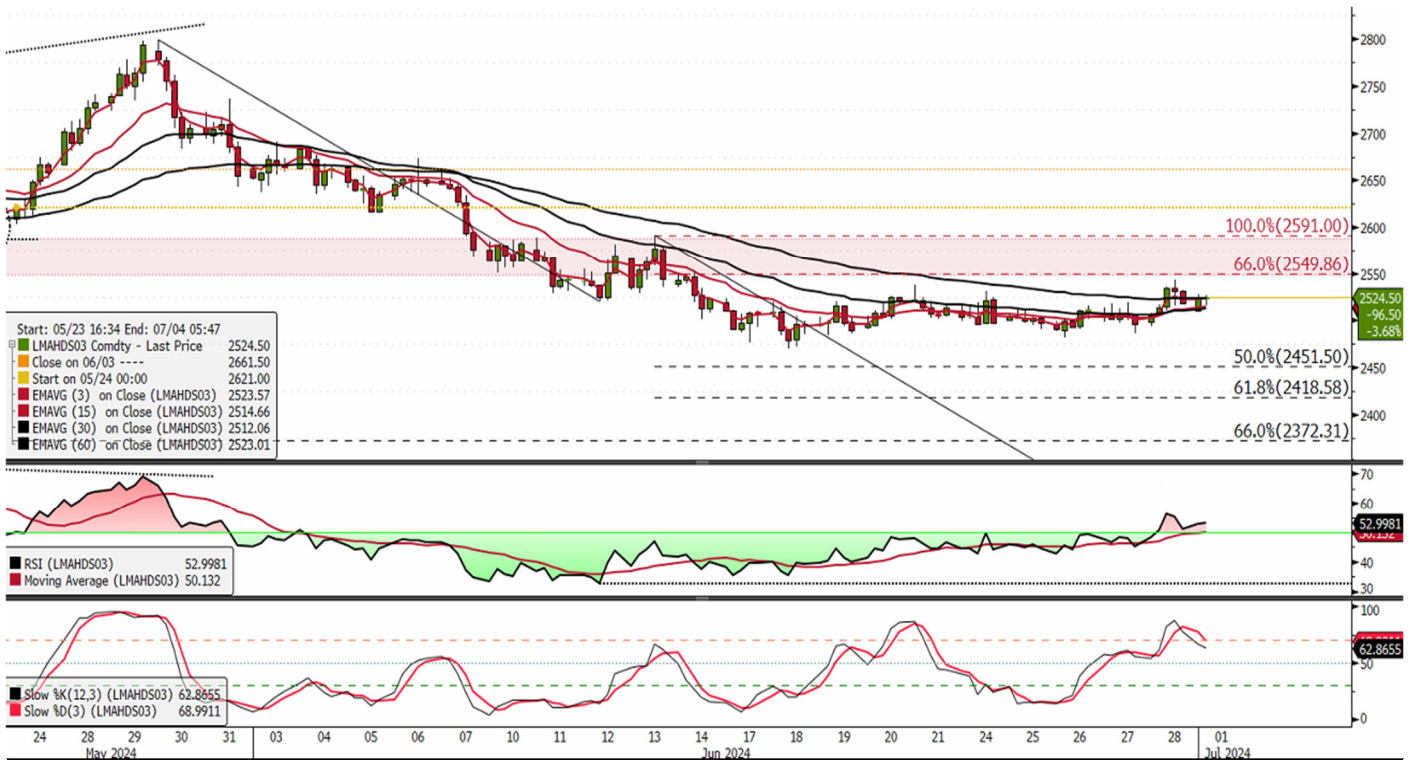 2800
2750
2700
2650
2600
2550
2450
2400
100.0%(2591.00)
66.0%(2549.86)
50.0%(2451.50)
61.8%(2418.58)
66.0%(2372.31)
2524.50
-96.50
-3.68%
Start: 05/23 16:34 End: 07/04 05:47
LMAHDS03 Comdty - Last Price 2524.50
Close on 06/03 ---- 2661.50
Start on 05/24 00:00 2621.00
EMAVG (3) on Close (LMAHDS03) 2523.57
EMAVG (15) on Close (LMAHDS03) 2514.66
EMAVG (30) on Close (LMAHDS03) 2512.06
EMAVG (60) on Close (LMAHDS03) 2523.01
70
60
52.9981
50.132
40
30
RSI (LMAHDS03) 52.9981
Moving Average (LMAHDS03) 50.132
100
62.8655
50
0
Slow %K(12,3) (LMAHDS03) 62.8655
Slow %D(3) (LMAHDS03) 68.9911
24 28 29 30 31 03 04 05 06 07 10 11 12 13 14 17 18 19 20 21 24 25 26 27 28 01
May 2024 Jun 2024 Jul 2024